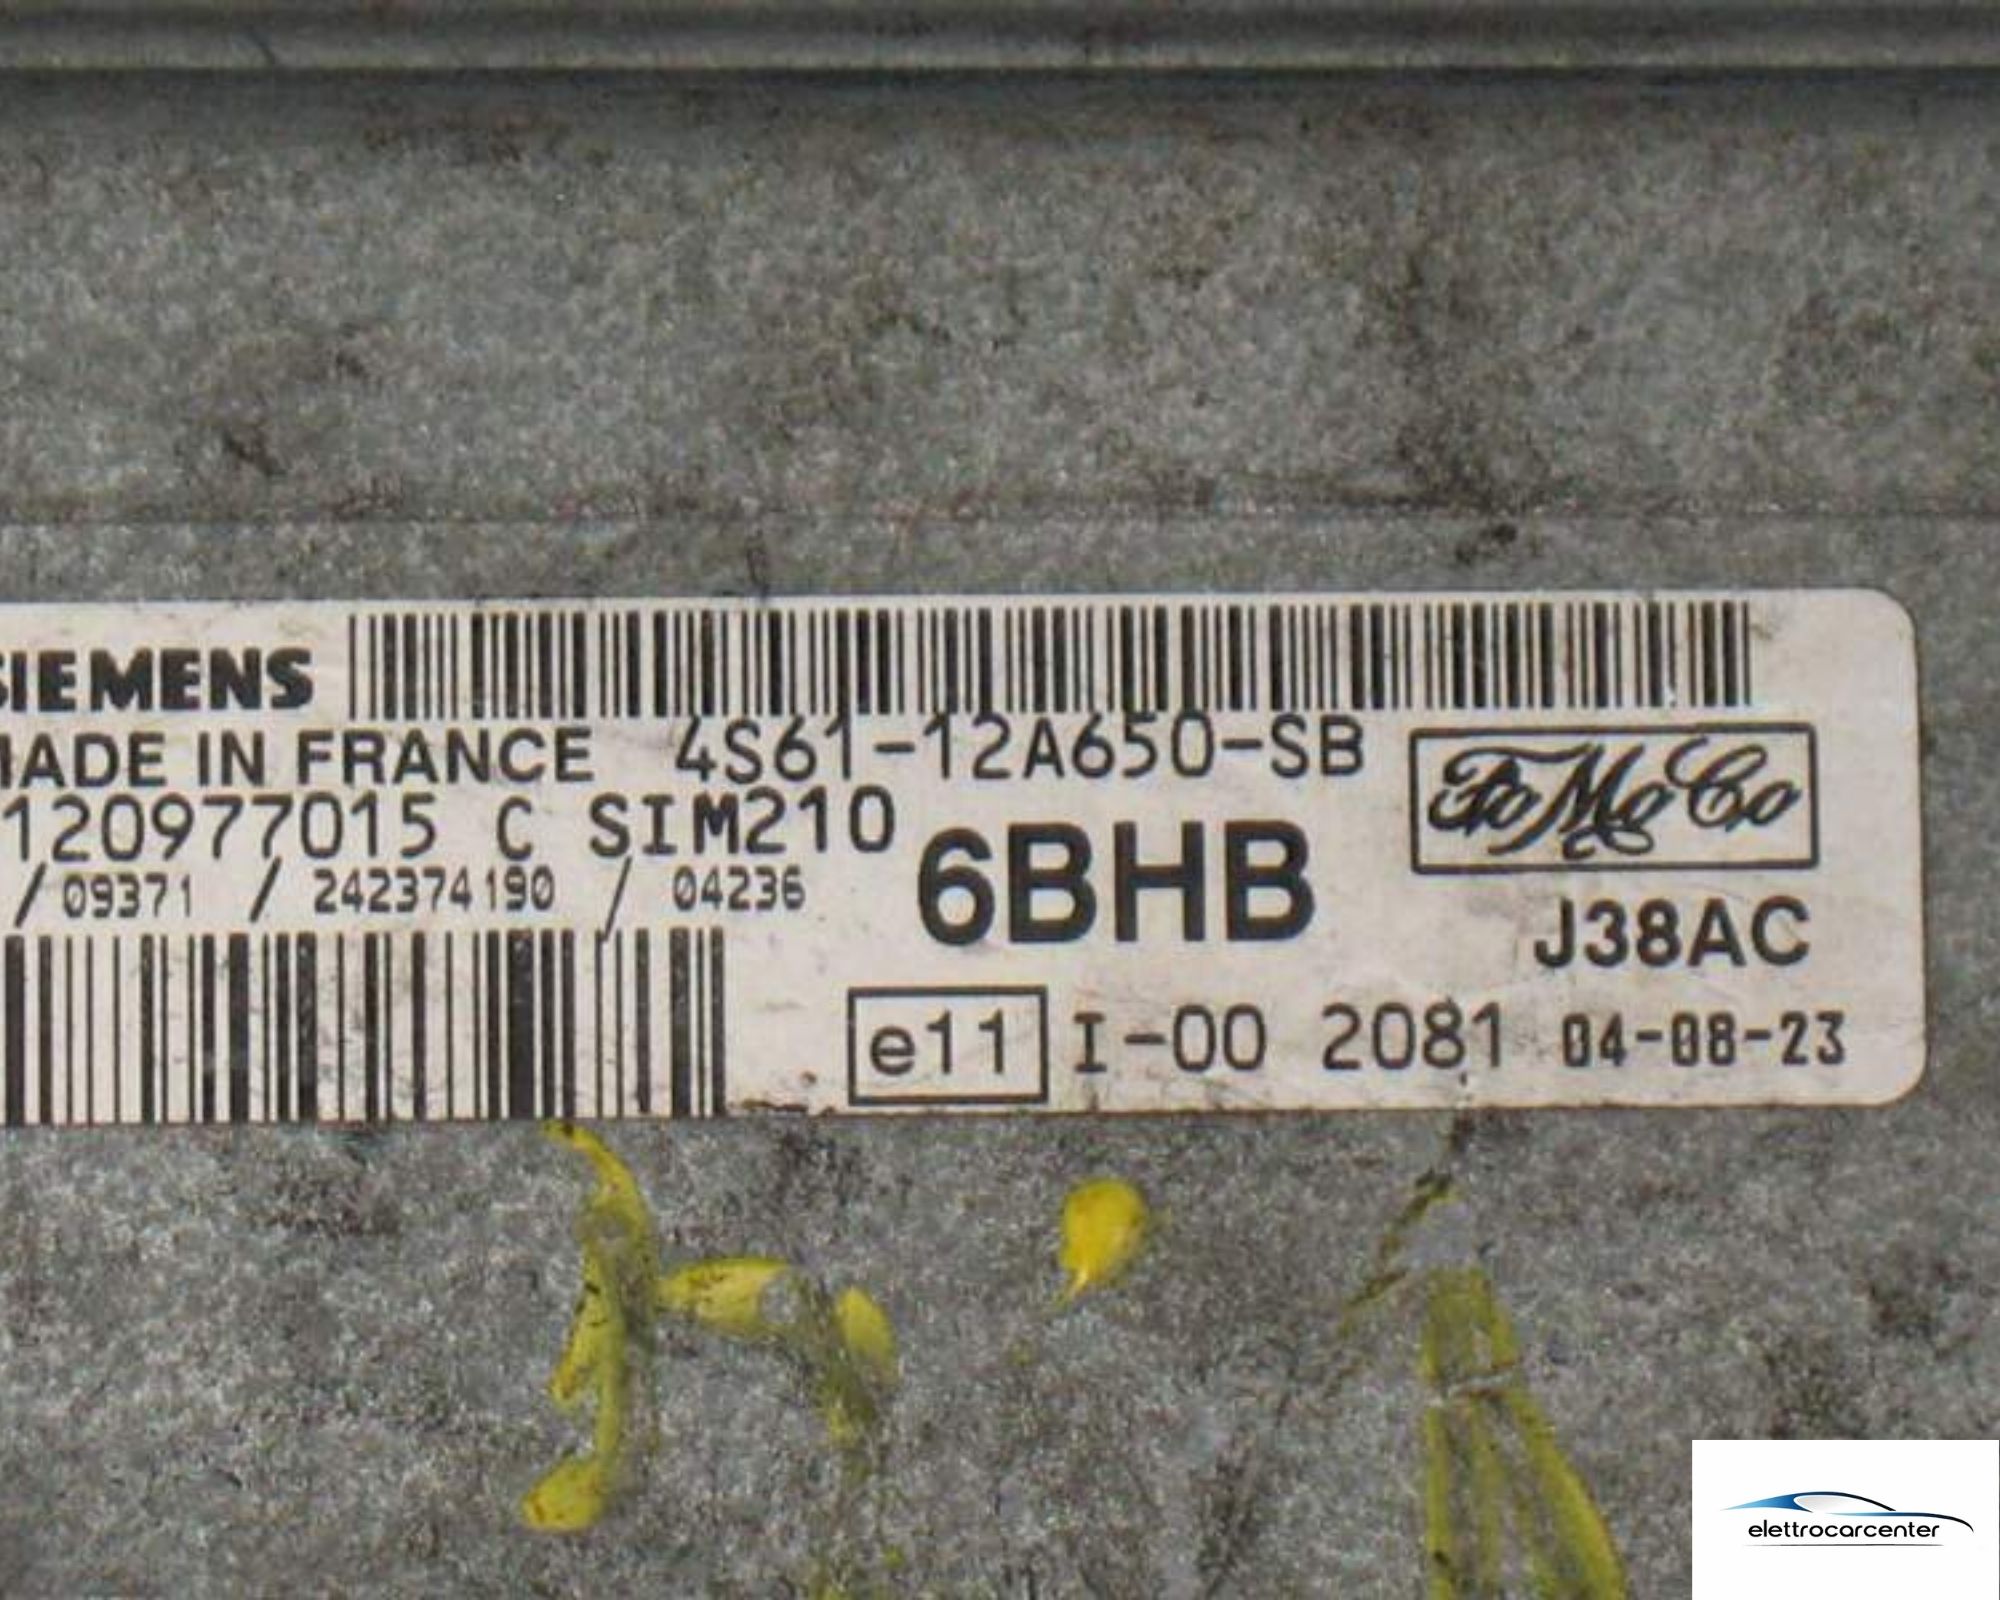 SIEMENS
MADE IN FRANCE 4S61-12A650-SB
120977015 C SIM210
FoMoCo
/09371 / 242374190 / 04236
6BHB
J38AC
e11 I-00 2081 04-08-23
elettrocarcenter